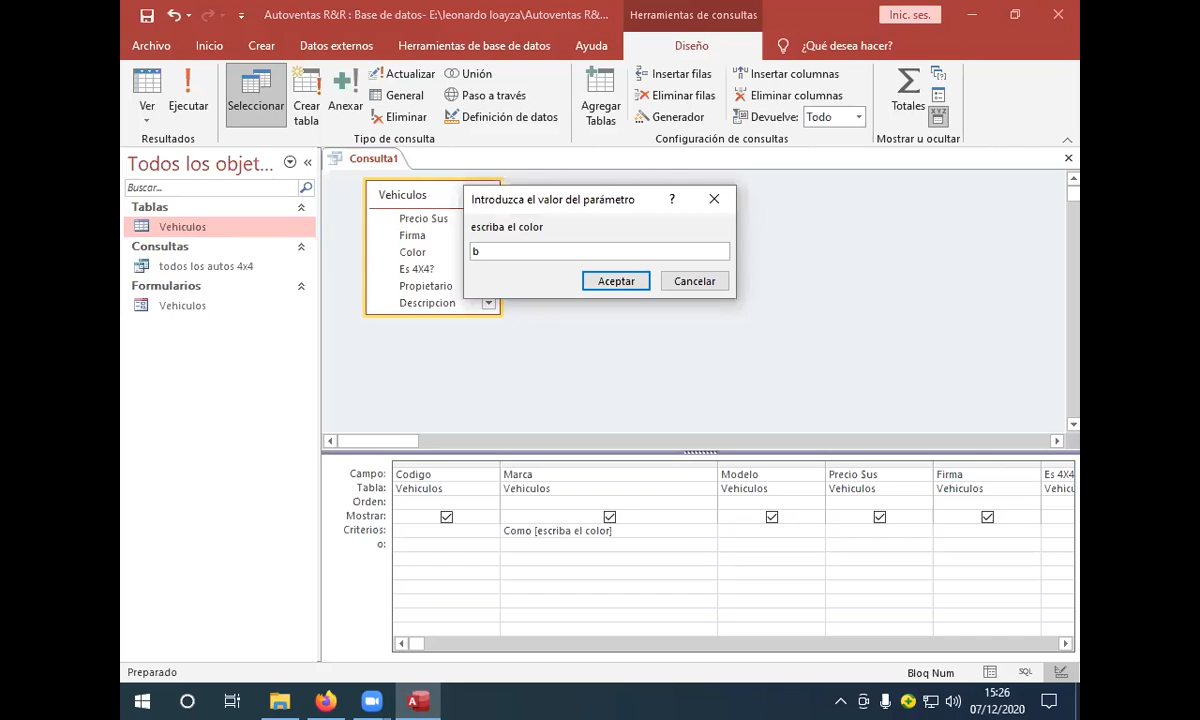 Autoventas R&R : Base de datos- E:\leonardo loayza\Autoventas R&...
Herramientas de consultas
Inic. ses.
Archivo
Inicio
Crear
Datos externos
Herramientas de base de datos
Ayuda
Diseño
¿Qué desea hacer?
Ver
Ejecutar
Seleccionar
Crear tabla
Anexar
Actualizar
General
Eliminar
Unión
Paso a través
Definición de datos
Agregar Tablas
Insertar filas
Eliminar filas
Generador
Insertar columnas
Eliminar columnas
Devuelve: Todo
Totales
Resultados
Tipo de consulta
Configuración de consultas
Mostrar u ocultar
Todos los objet...
Buscar...
Tablas
Vehiculos
Consultas
todos los autos 4x4
Formularios
Vehiculos
Consulta1
Vehiculos
Precio $us
Firma
Color
Es 4X4?
Propietario
Descripcion
Introduzca el valor del parámetro
?
escriba el color
b
Aceptar
Cancelar
Campo: Codigo Marca Modelo Precio $us Firma Es 4X4
Tabla: Vehiculos Vehiculos Vehiculos Vehiculos Vehiculos Vehicu
Orden:
Mostrar:
Criterios: Como [escriba el color]
o:
Preparado
Bloq Num
SQL
15:26
07/12/2020